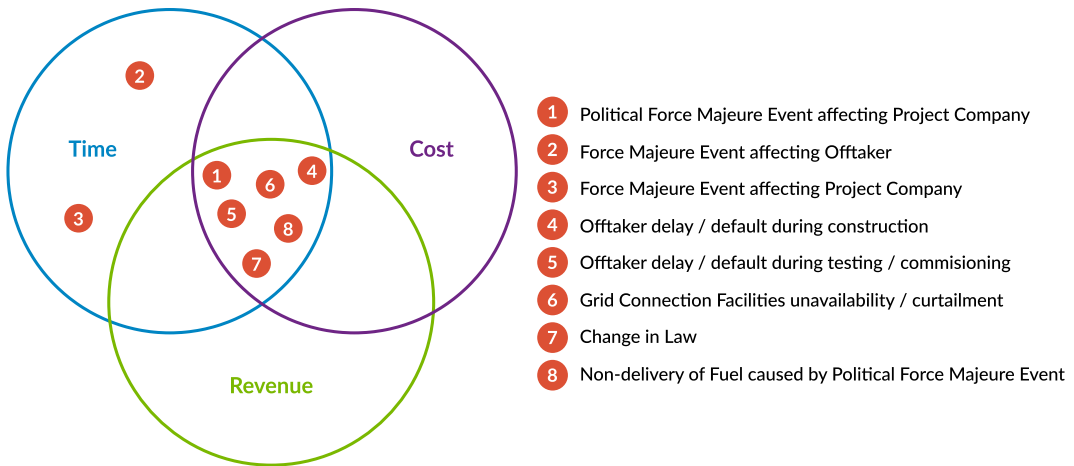 2
Time
Cost
1
6
4
3
5
8
7
Revenue
1 Political Force Majeure Event affecting Project Company
2 Force Majeure Event affecting Offtaker
3 Force Majeure Event affecting Project Company
4 Offtaker delay / default during construction
5 Offtaker delay / default during testing / commisioning
6 Grid Connection Facilities unavailability / curtailment
7 Change in Law
8 Non-delivery of Fuel caused by Political Force Majeure Event